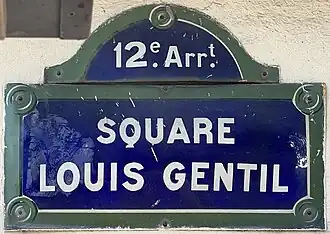 12e. Arrt.
SQUARE
LOUIS GENTIL